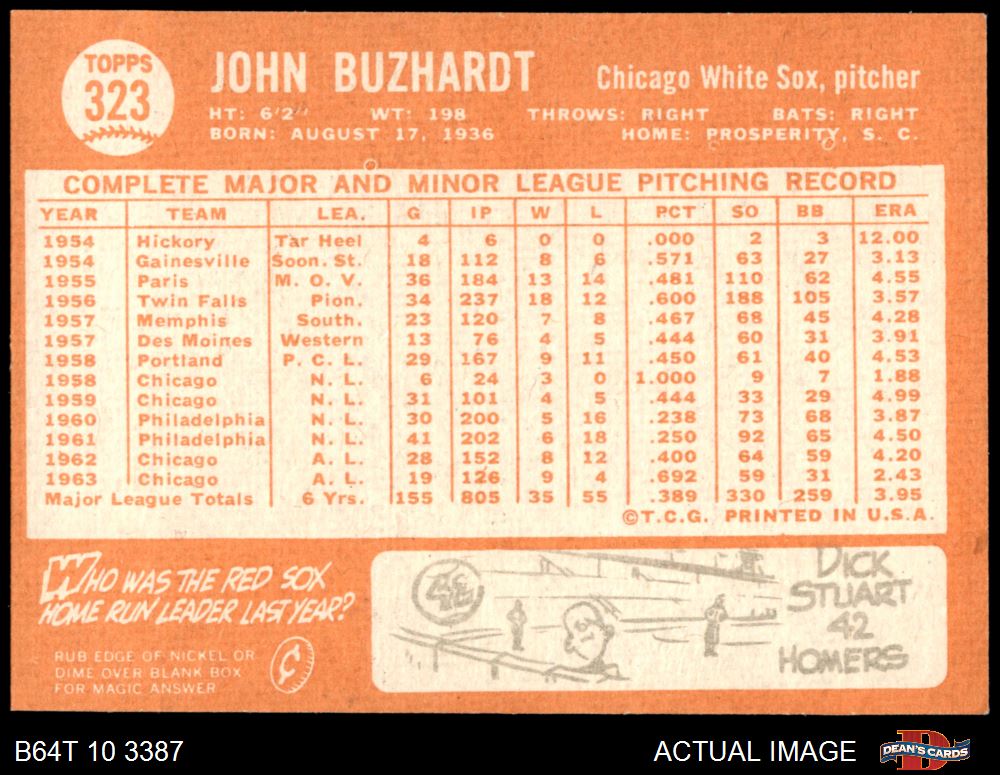 TOPPS
323
JOHN BUZHARDT
Chicago White Sox, pitcher
HT: 6'2" WT: 198 THROWS: RIGHT BATS: RIGHT
BORN: AUGUST 17, 1936 HOME: PROSPERITY, S. C.
COMPLETE MAJOR AND MINOR LEAGUE PITCHING RECORD
YEAR TEAM LEA. G IP W L PCT SO BB ERA
1954 Hickory Tar Heel 4 6 0 0 .000 2 3 12.00
1954 Gainesville Soon. St. 18 112 8 6 .571 63 27 3.13
1955 Paris M. O. V. 36 184 13 14 .481 110 62 4.55
1956 Twin Falls Pion. 34 237 18 12 .600 188 105 3.57
1957 Memphis South. 23 120 7 8 .467 68 45 4.28
1957 Des Moines Western 13 76 4 5 .444 60 31 3.91
1958 Portland P. C. L. 29 167 9 11 .450 61 40 4.53
1958 Chicago N. L. 6 24 3 0 1.000 9 7 1.88
1959 Chicago N. L. 31 101 4 5 .444 33 29 4.99
1960 Philadelphia N. L. 30 200 5 16 .238 73 68 3.87
1961 Philadelphia N. L. 41 202 6 18 .250 92 65 4.50
1962 Chicago A. L. 28 152 8 12 .400 64 59 4.20
1963 Chicago A. L. 19 126 9 4 .692 59 31 2.43
Major League Totals 6 Yrs. 155 805 35 55 .389 330 259 3.95
©T.C.G. PRINTED IN U.S.A.
WHO WAS THE RED SOX
HOME RUN LEADER LAST YEAR?
RUB EDGE OF NICKEL OR
DIME OVER BLANK BOX
FOR MAGIC ANSWER
¢
DICK
STUART
42
HOMERS
B64T 10 3387
ACTUAL IMAGE
DEAN'S CARDS